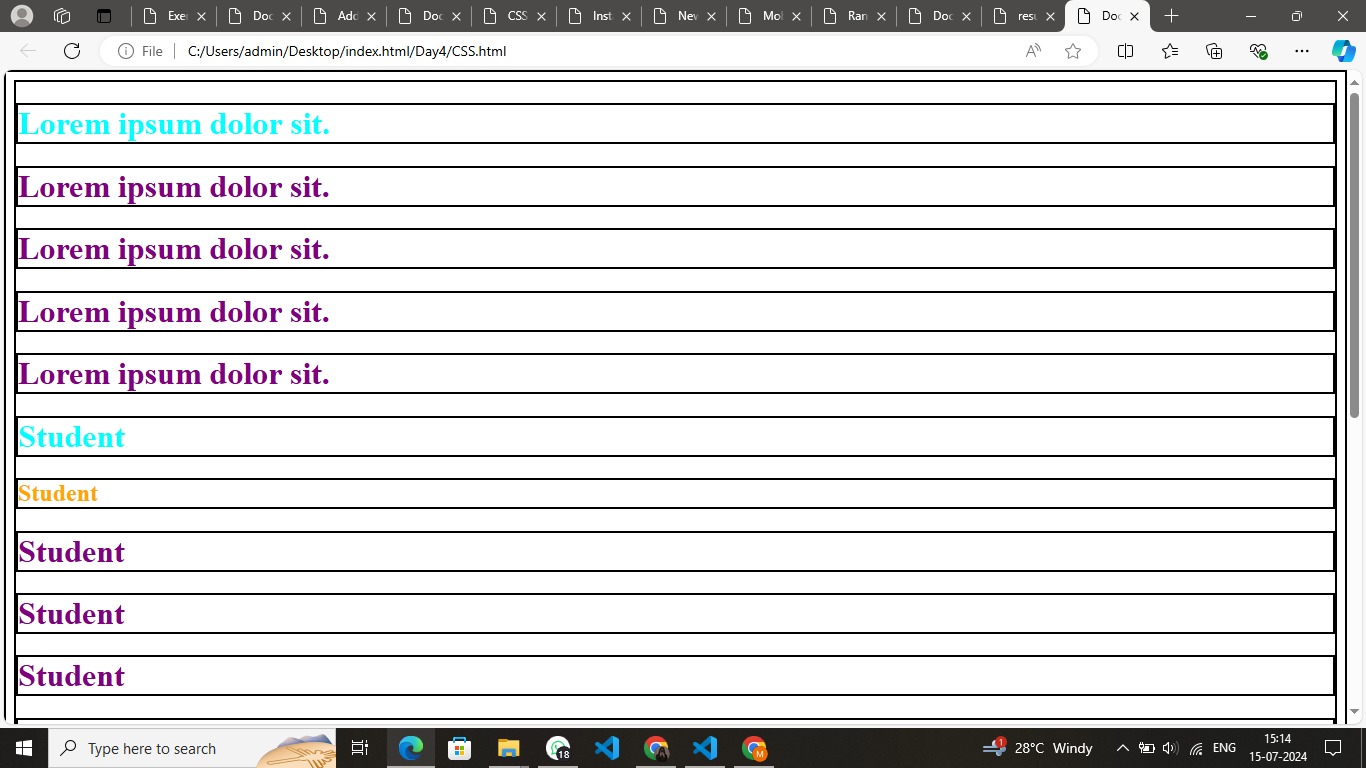 Exe Doc Add Doc CSS Inst Nev Mol Ran Doc resu Doc
File C:/Users/admin/Desktop/index.html/Day4/CSS.html
Lorem ipsum dolor sit.
Lorem ipsum dolor sit.
Lorem ipsum dolor sit.
Lorem ipsum dolor sit.
Lorem ipsum dolor sit.
Student
Student
Student
Student
Student
Type here to search 18 M 1 28°C Windy ENG 15:14
15-07-2024